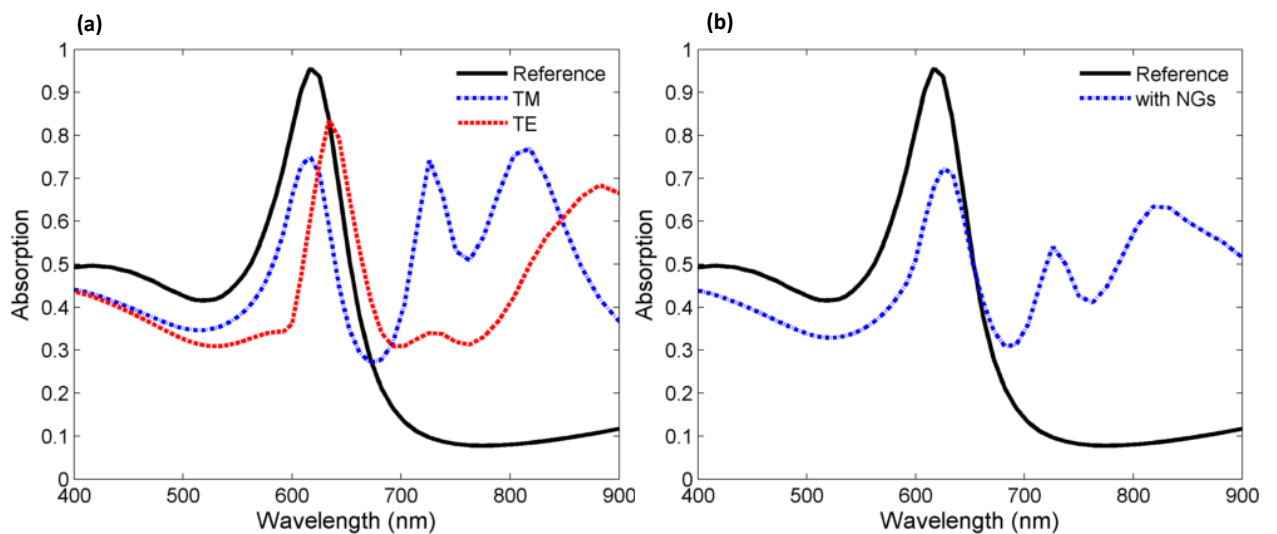 (a)
1
0.9
0.8
0.7
0.6
0.5
0.4
0.3
0.2
0.1
0
Absorption
Reference
TM
TE
400 500 600 700 800 900
Wavelength (nm)
(b)
1
0.9
0.8
0.7
0.6
0.5
0.4
0.3
0.2
0.1
0
Absorption
Reference
with NGs
400 500 600 700 800 900
Wavelength (nm)